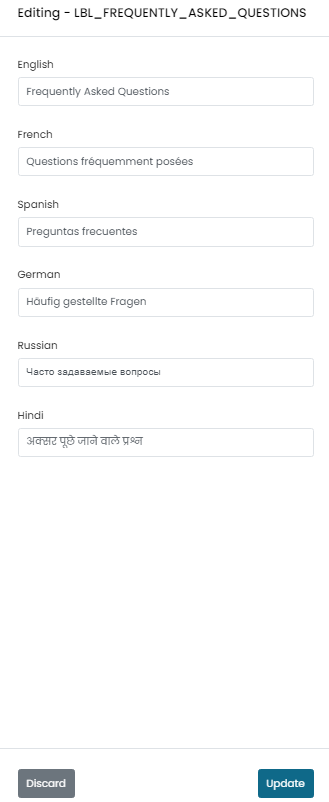 Editing - LBL_FREQUENTLY_ASKED_QUESTIONS
English
Frequently Asked Questions
French
Questions fréquemment posées
Spanish
Preguntas frecuentes
German
Häufig gestellte Fragen
Russian
Часто задаваемые вопросы
Hindi
अक्सर पूछे जाने वाले प्रश्न
Discard
Update